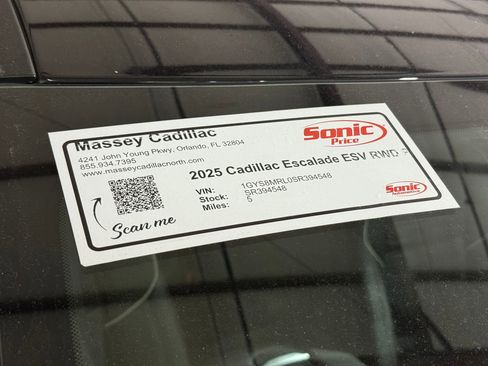 Massey Cadillac
4241 John Young Pkwy, Orlando, FL 32804
855.934.7395
www.masseycadillacnorth.com
Sonic
Price
2025 Cadillac Escalade ESV RWD
VIN: 1GYS8MRL0SR394548
Stock: SR394548
Miles: 5
Scan me
Sonic
Automotive